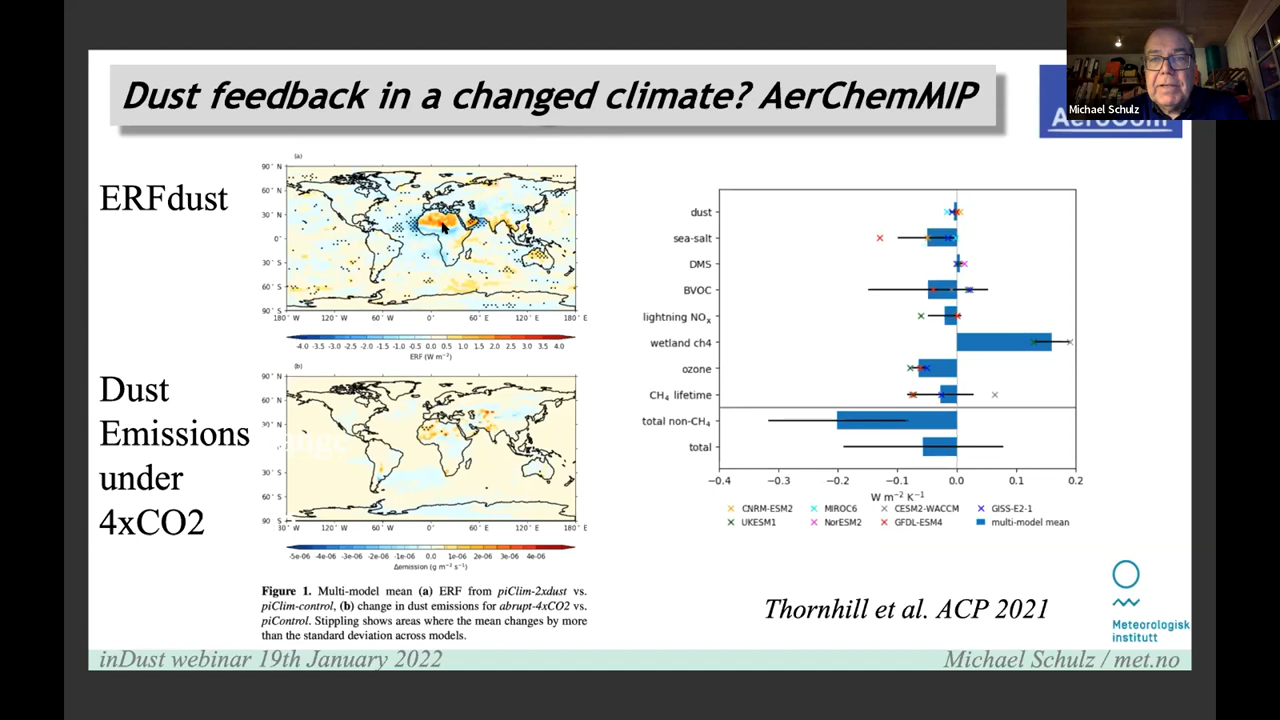 Dust feedback in a changed climate? AerChemMIP
Michael Schulz
AeroCom
ERFdust
(a)
90° N
60° N
30° N
0°
30° S
60° S
90° S
180° W 120° W 60° W 0° 60° E 120° E 180° E
-4.0 -3.5 -3.0 -2.5 -2.0 -1.5 -1.0 -0.5 0.0 0.5 1.0 1.5 2.0 2.5 3.0 3.5 4.0
ERF (W m⁻²)
Dust
Emissions
under
4xCO2
(b)
90° N
60° N
30° N
30° S
60° S
90 S
120° W 60° W 0° 60° E 120° E 180° E
-5e-06 -4e-06 -3e-06 -2e-06 -1e-06 0.0 1e-06 2e-06 3e-06 4e-06
Δemission (g m⁻² s⁻¹)
Figure 1. Multi-model mean (a) ERF from piClim-2xdust vs.
piClim-control, (b) change in dust emissions for abrupt-4xCO2 vs.
piControl. Stippling shows areas where the mean changes by more
than the standard deviation across models.
dust
sea-salt
DMS
BVOC
lightning NOₓ
wetland ch4
ozone
CH₄ lifetime
total non-CH₄
total
-0.4 -0.3 -0.2 -0.1 0.0 0.1 0.2
W m⁻² K⁻¹
CNRM-ESM2 MIROC6 CESM2-WACCM GISS-E2-1
UKESM1 NorESM2 GFDL-ESM4 multi-model mean
Thornhill et al. ACP 2021
Meteorologisk
institutt
inDust webinar 19th January 2022
Michael Schulz / met.no